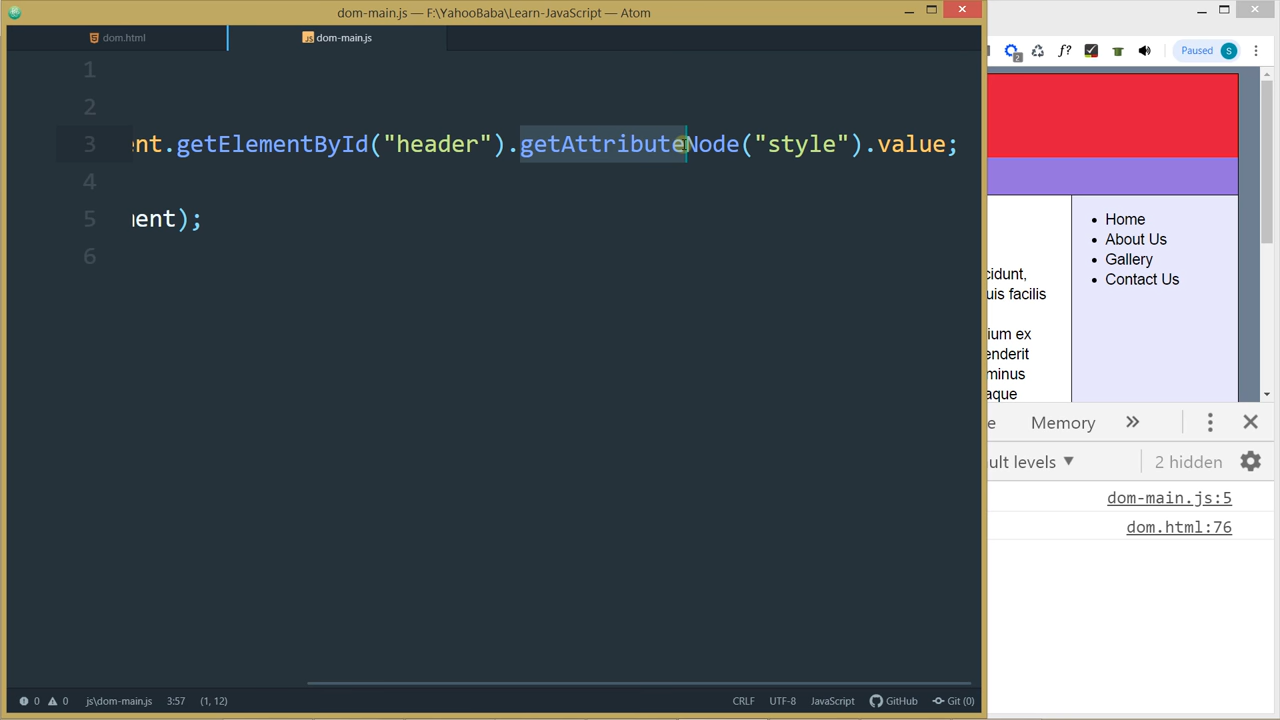 dom-main.js — F:\YahooBaba\Learn-JavaScript — Atom
dom.html
dom-main.js
1
2
3 ent.getElementById("header").getAttributeNode("style").value;
4
5 ment);
6
0 0 js\dom-main.js 3:57 (1, 12) CRLF UTF-8 JavaScript GitHub Git (0)
f? Paused S
2
Home
About Us
Gallery
Contact Us
cidunt,
uis facilis
ium ex
enderit
minus
aque
e Memory
ult levels ▼ 2 hidden
dom-main.js:5
dom.html:76